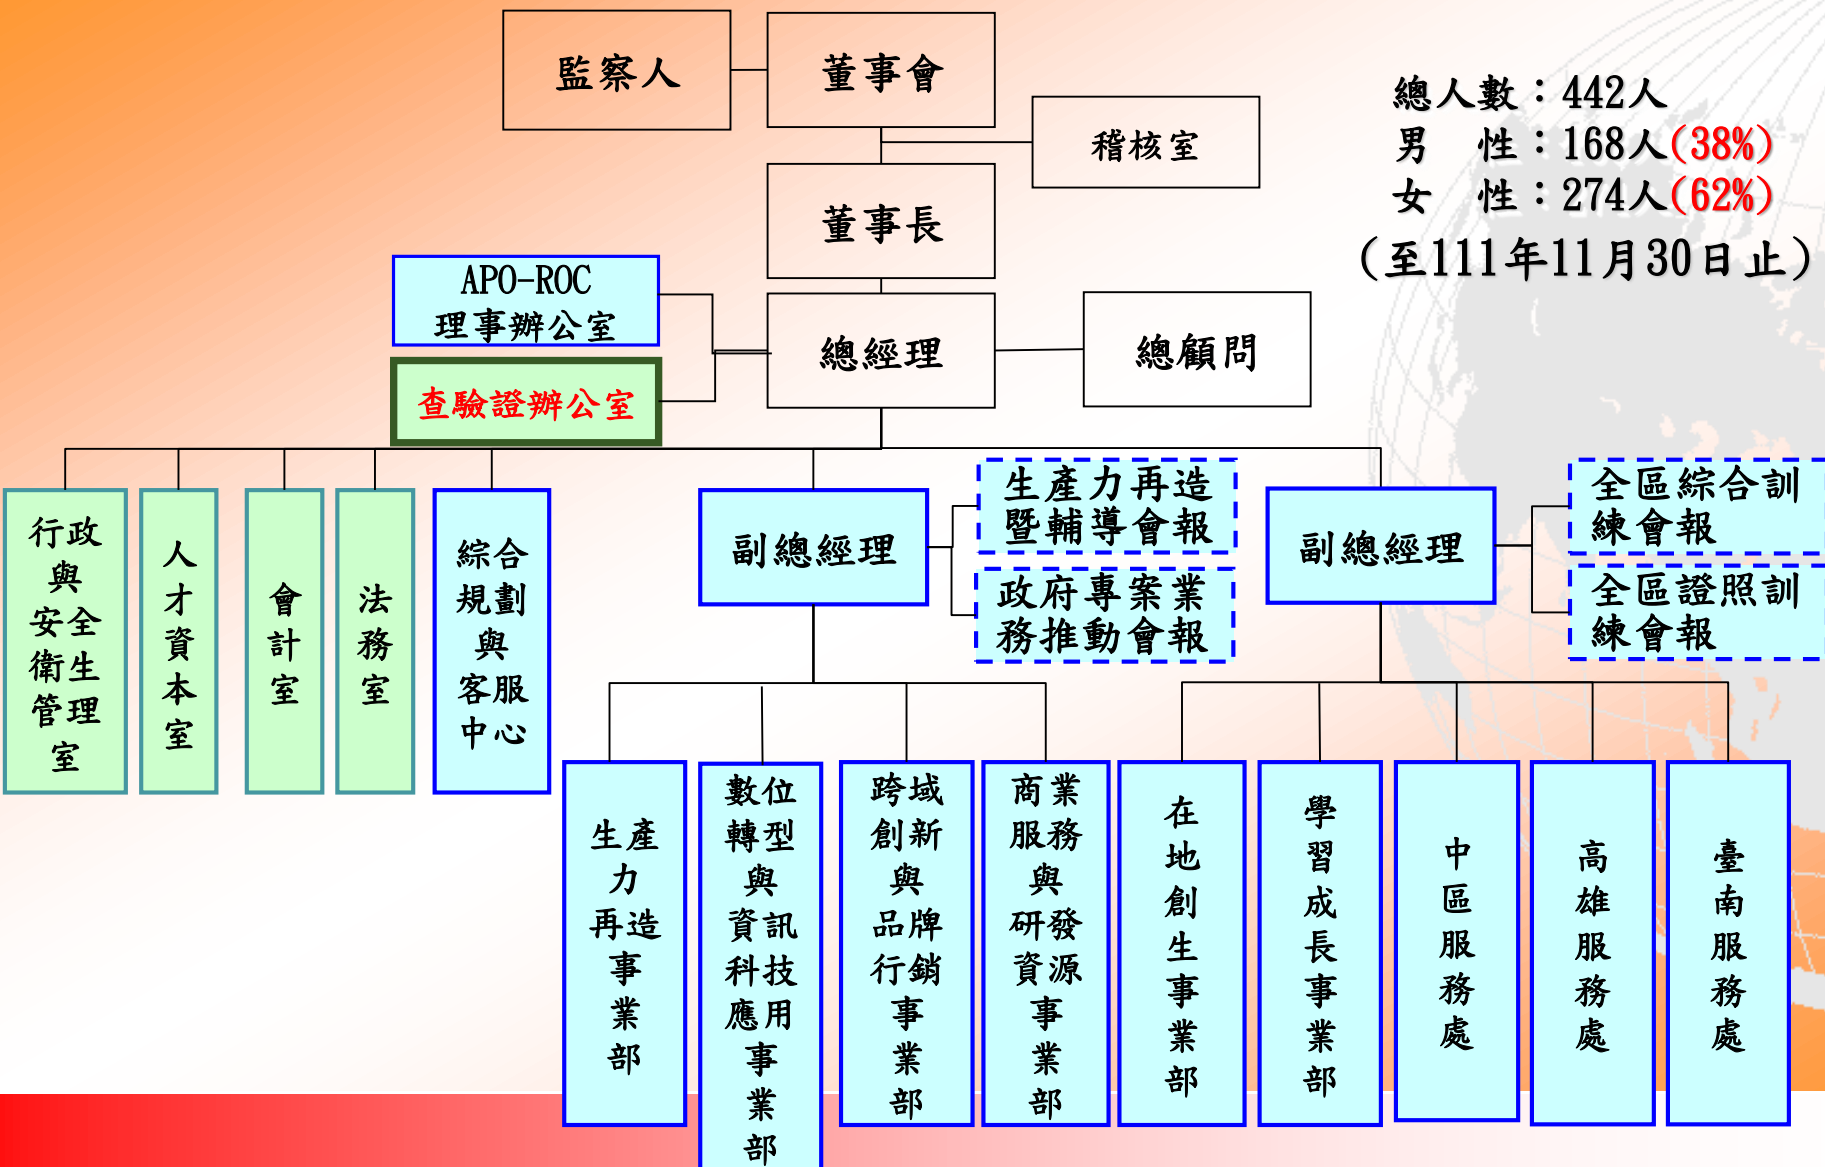 監察人
董事會
稽核室
董事長
總人數：442人
男　性：168人(38%)
女　性：274人(62%)
(至111年11月30日止)
APO-ROC
理事辦公室
查驗證辦公室
總經理
總顧問
行政
與
安全
衛生
管理
室
人
才
資
本
室
會
計
室
法
務
室
綜合
規劃
與
客服
中心
副總經理
生產力再造
暨輔導會報
政府專案業
務推動會報
副總經理
全區綜合訓
練會報
全區證照訓
練會報
生產
力
再造
事
業
部
數位
轉型
與
資訊
科技
應用
事
業
部
跨域
創新
與
品牌
行銷
事
業
部
商業
服務
與
研發
資源
事
業
部
在
地
創
生
事
業
部
學
習
成
長
事
業
部
中
區
服
務
處
高
雄
服
務
處
臺
南
服
務
處